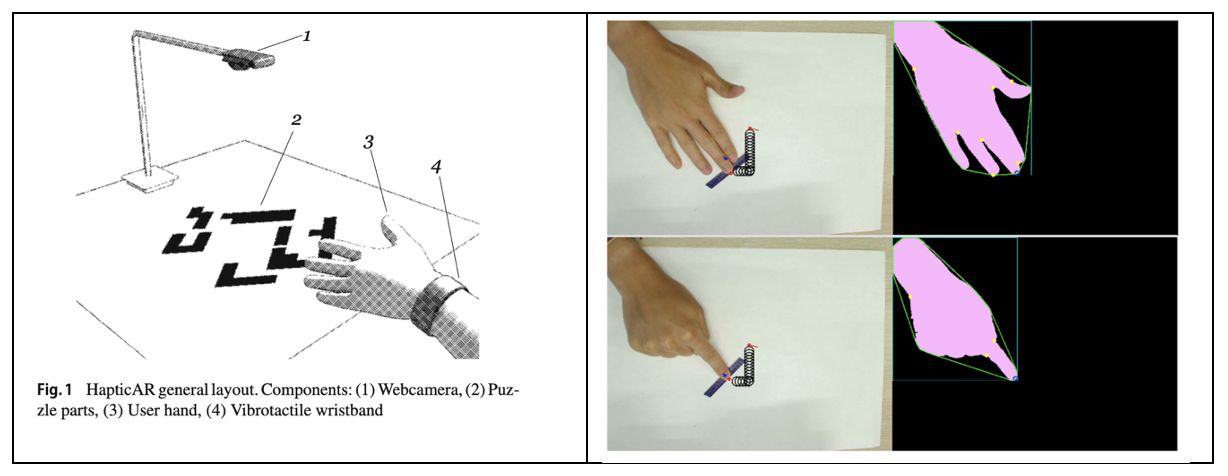 1
2
3
4
Fig. 1 HapticAR general layout. Components: (1) Webcamera, (2) Puz-
zle parts, (3) User hand, (4) Vibrotactile wristband